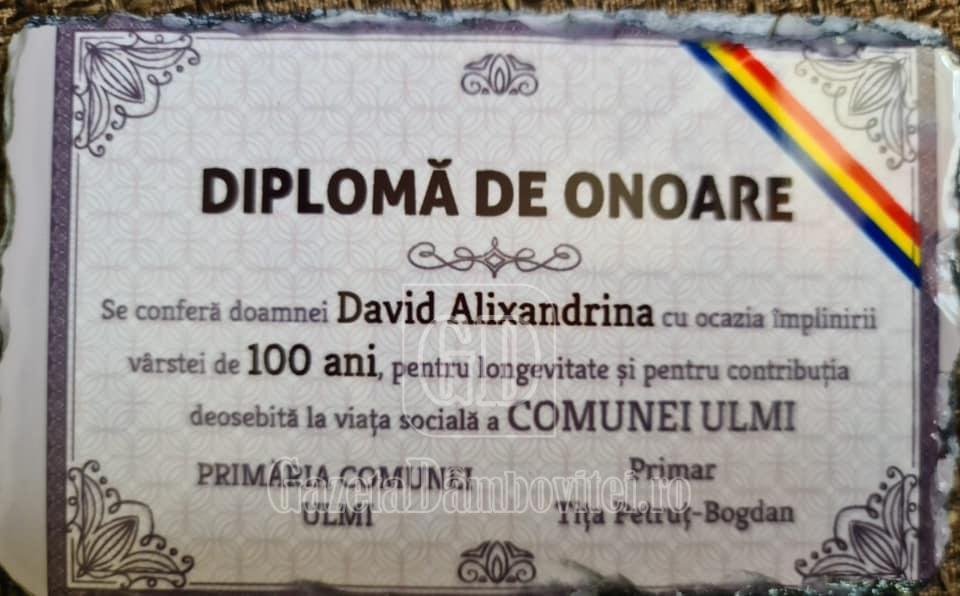 DIPLOMĂ DE ONOARE
Se conferă doamnei David Alixandrina cu ocazia împlinirii
vârstei de 100 ani, pentru longevitate și pentru contribuția
deosebită la viața socială a COMUNEI ULMI
PRIMĂRIA COMUNEI
ULMI
Primar
Tița Petruț-Bogdan
GD
GazetaDambovitei.ro